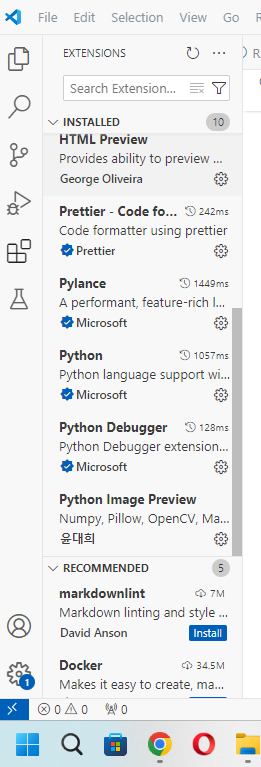 File Edit Selection View Go R
EXTENSIONS
R
Search Extension...
INSTALLED 10
HTML Preview
Provides ability to preview ...
George Oliveira
Prettier - Code fo... 242ms
Code formatter using prettier
Prettier
Pylance 1449ms
A performant, feature-rich l...
Microsoft
Python 1057ms
Python language support wi...
Microsoft
Python Debugger 128ms
Python Debugger extension...
Microsoft
Python Image Preview
Numpy, Pillow, OpenCV, Ma...
윤대희
RECOMMENDED 5
markdownlint 7M
Markdown linting and style ...
David Anson Install
Docker 34.5M
Makes it easy to create, ma...
1
0 0 0